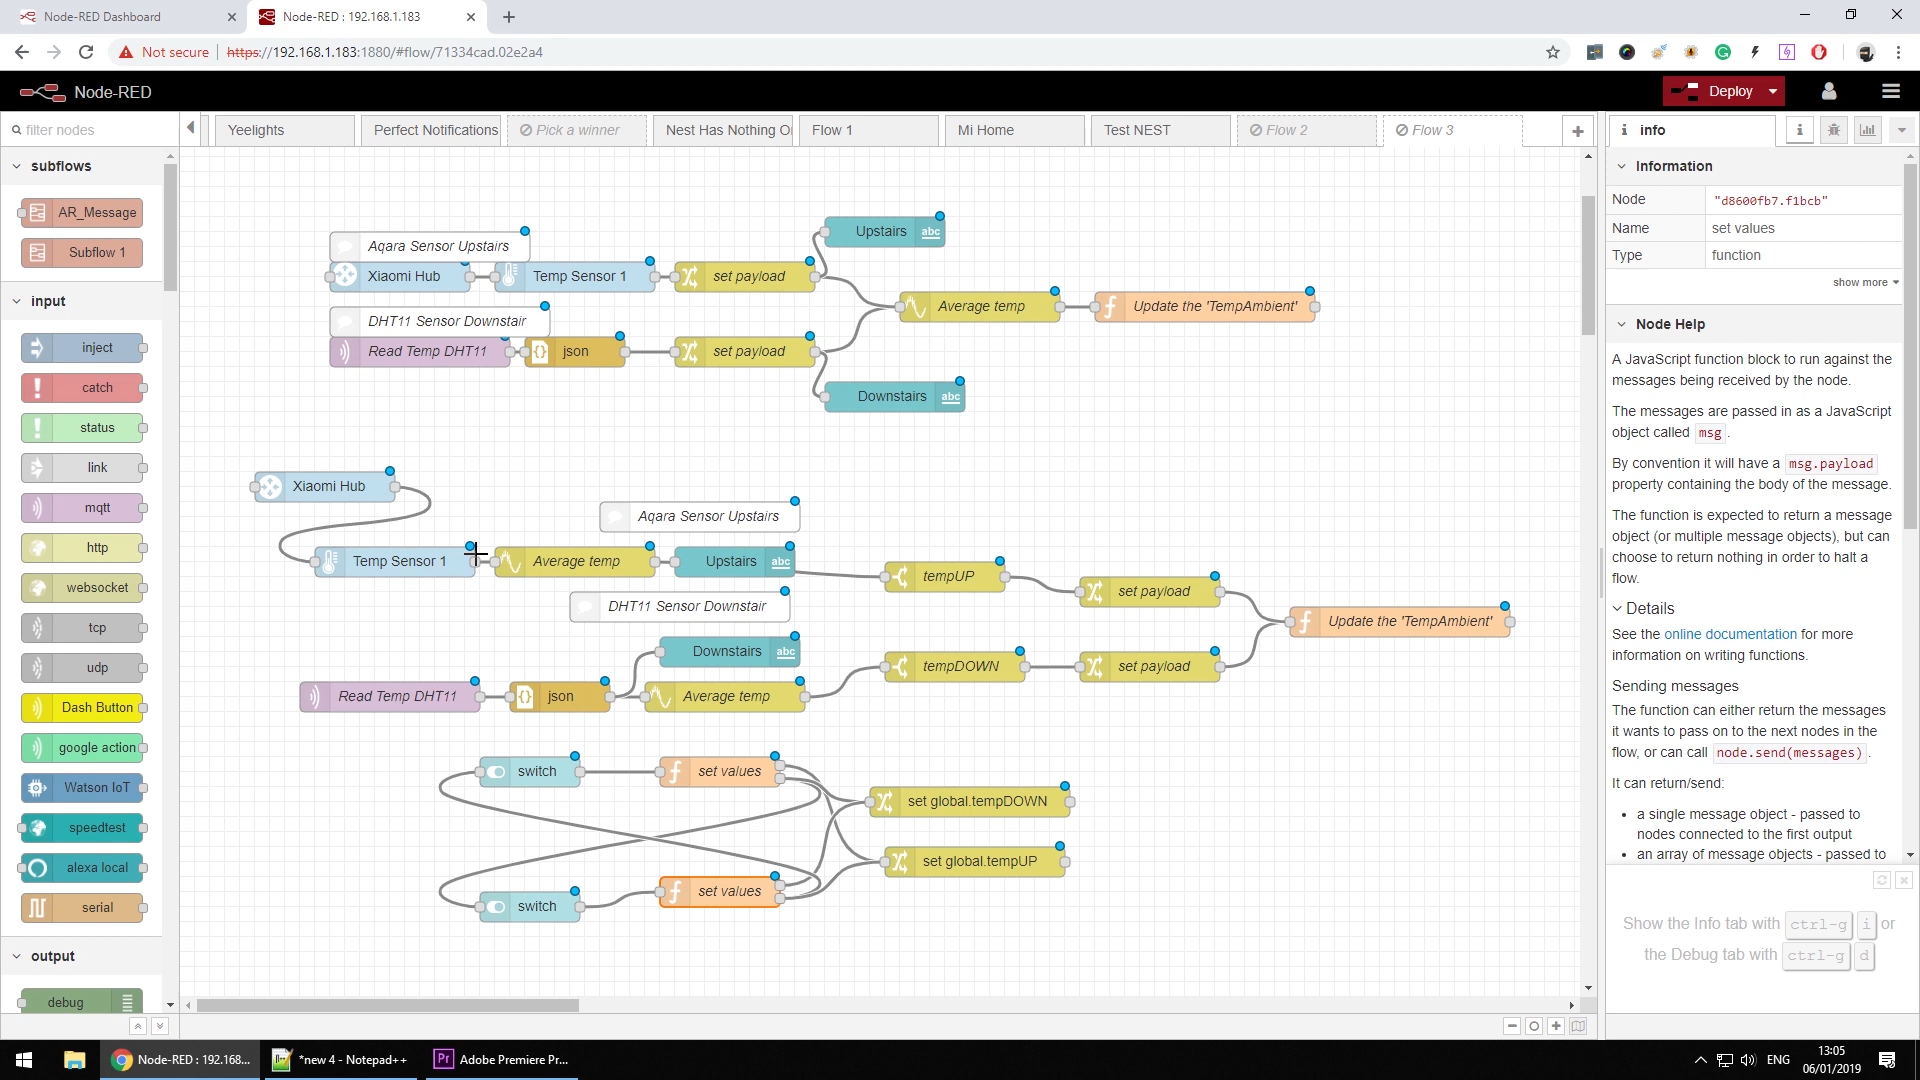 Node-RED Dashboard
Node-RED : 192.168.1.183
Not secure
https://192.168.1.183:1880/#flow/71334cad.02e2a4
Node-RED
Deploy
filter nodes
Yeelights
Perfect Notifications
Pick a winner
Nest Has Nothing O
Flow 1
Mi Home
Test NEST
Flow 2
Flow 3
i info
i
subflows
AR_Message
Subflow 1
input
inject
catch
status
link
mqtt
http
websocket
tcp
udp
Dash Button
google action
Watson IoT
speedtest
alexa local
serial
output
debug
Upstairs abc
Aqara Sensor Upstairs
Xiaomi Hub
Temp Sensor 1
set payload
Average temp
Update the 'TempAmbient'
DHT11 Sensor Downstair
Read Temp DHT11
json
set payload
Downstairs abc
Xiaomi Hub
Aqara Sensor Upstairs
Temp Sensor 1
Average temp
Upstairs abc
tempUP
set payload
DHT11 Sensor Downstair
Update the 'TempAmbient'
Downstairs abc
tempDOWN
set payload
Read Temp DHT11
json
Average temp
switch
set values
set global.tempDOWN
set global.tempUP
switch
set values
Information
Node "d8600fb7.f1bcb"
Name set values
Type function
show more
Node Help
A JavaScript function block to run against the
messages being received by the node.
The messages are passed in as a JavaScript
object called msg .
By convention it will have a msg.payload
property containing the body of the message.
The function is expected to return a message
object (or multiple message objects), but can
choose to return nothing in order to halt a
flow.
Details
See the online documentation for more
information on writing functions.
Sending messages
The function can either return the messages
it wants to pass on to the next nodes in the
flow, or can call node.send(messages) .
It can return/send:
• a single message object - passed to
nodes connected to the first output
• an array of message objects - passed to
Show the Info tab with ctrl-g i or
the Debug tab with ctrl-g d
Node-RED : 192.168...
*new 4 - Notepad++
Pr Adobe Premiere Pr...
ENG
13:05
06/01/2019